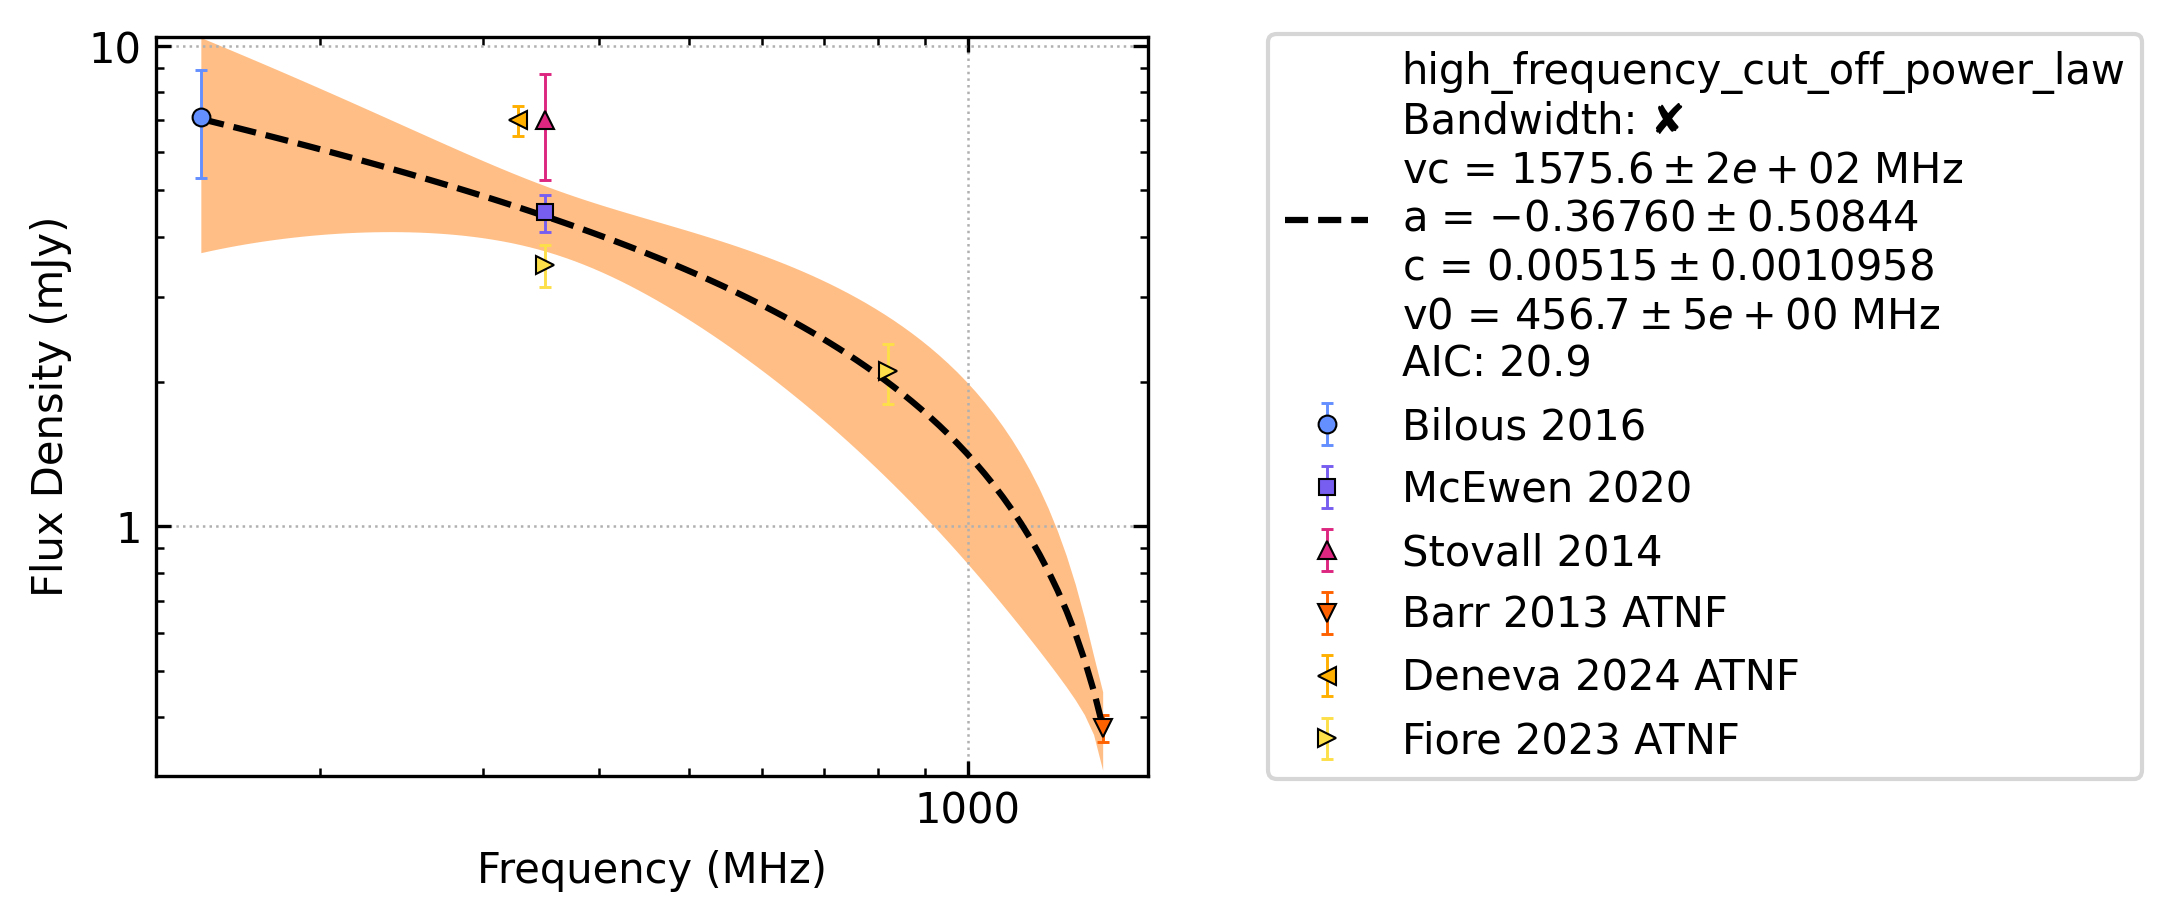 10
1
Flux Density (mJy)
1000
Frequency (MHz)
high_frequency_cut_off_power_law
Bandwidth: ✘
vc = 1575.6 ± 2e + 02 MHz
a = −0.36760 ± 0.50844
c = 0.00515 ± 0.0010958
v0 = 456.7 ± 5e + 00 MHz
AIC: 20.9
Bilous 2016
McEwen 2020
Stovall 2014
Barr 2013 ATNF
Deneva 2024 ATNF
Fiore 2023 ATNF